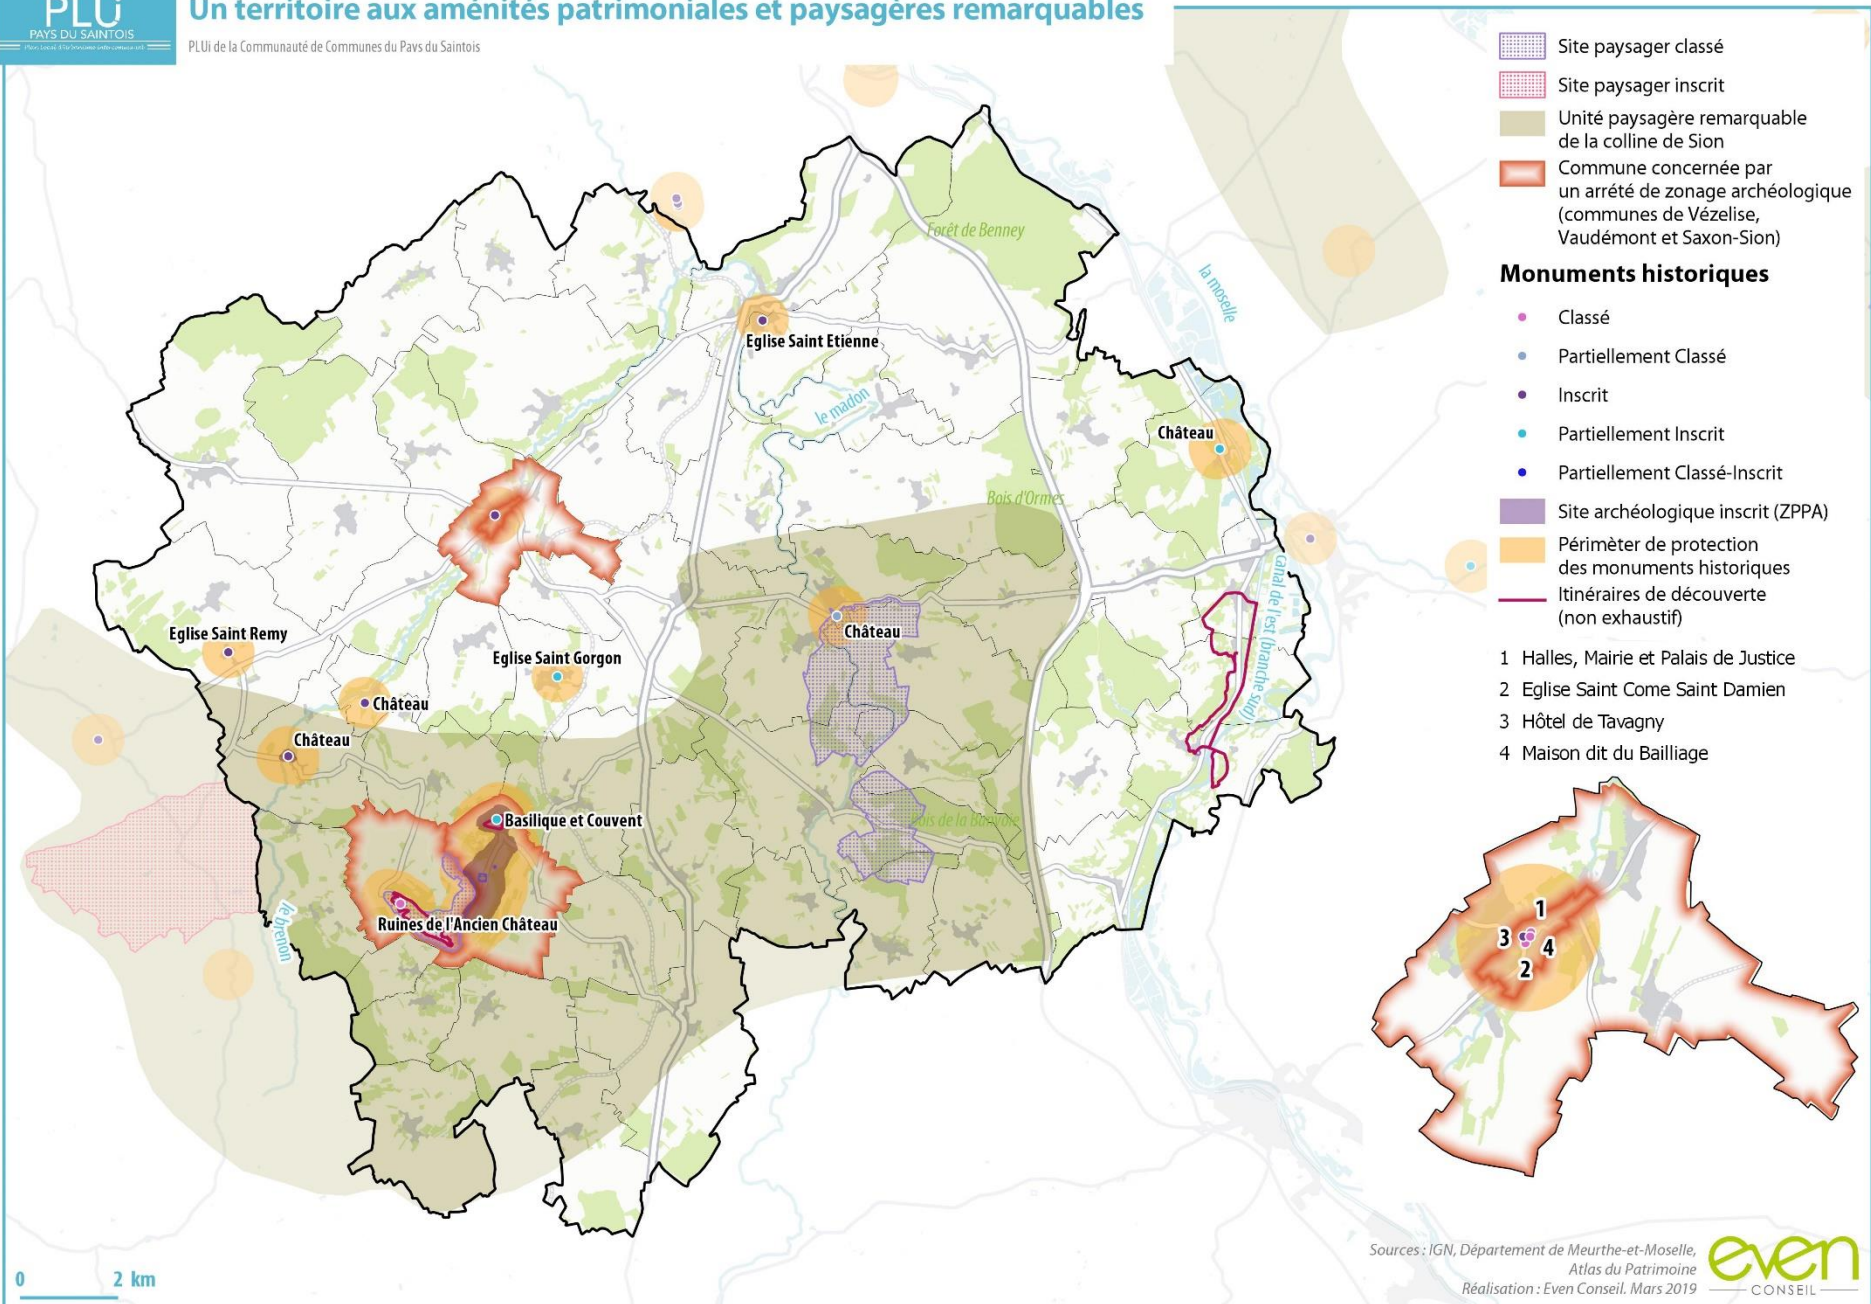 PLUi
PAYS DU SAINTOIS
Un territoire aux aménités patrimoniales et paysagères remarquables
PLUi de la Communauté de Communes du Pays du Saintois
Site paysager classé
Site paysager inscrit
Unité paysagère remarquable
de la colline de Sion
Commune concernée par
un arrété de zonage archéologique
(communes de Vézelise,
Vaudémont et Saxon-Sion)
Monuments historiques
Classé
Partiellement Classé
Inscrit
Partiellement Inscrit
Partiellement Classé-Inscrit
Site archéologique inscrit (ZPPA)
Périmèter de protection
des monuments historiques
Itinéraires de découverte
(non exhaustif)
1 Halles, Mairie et Palais de Justice
2 Eglise Saint Come Saint Damien
3 Hôtel de Tavagny
4 Maison dit du Bailliage
Forêt de Benney
la moselle
Eglise Saint Etienne
le madon
Château
Bois d'Ormes
canal de l'est (branche sud)
Eglise Saint Remy
Eglise Saint Gorgon
Château
Château
Château
Basilique et Couvent
Ruines de l'Ancien Château
le brenon
1
3
4
2
0
2 km
Sources : IGN, Département de Meurthe-et-Moselle,
Atlas du Patrimoine
Réalisation : Even Conseil. Mars 2019
even
CONSEIL